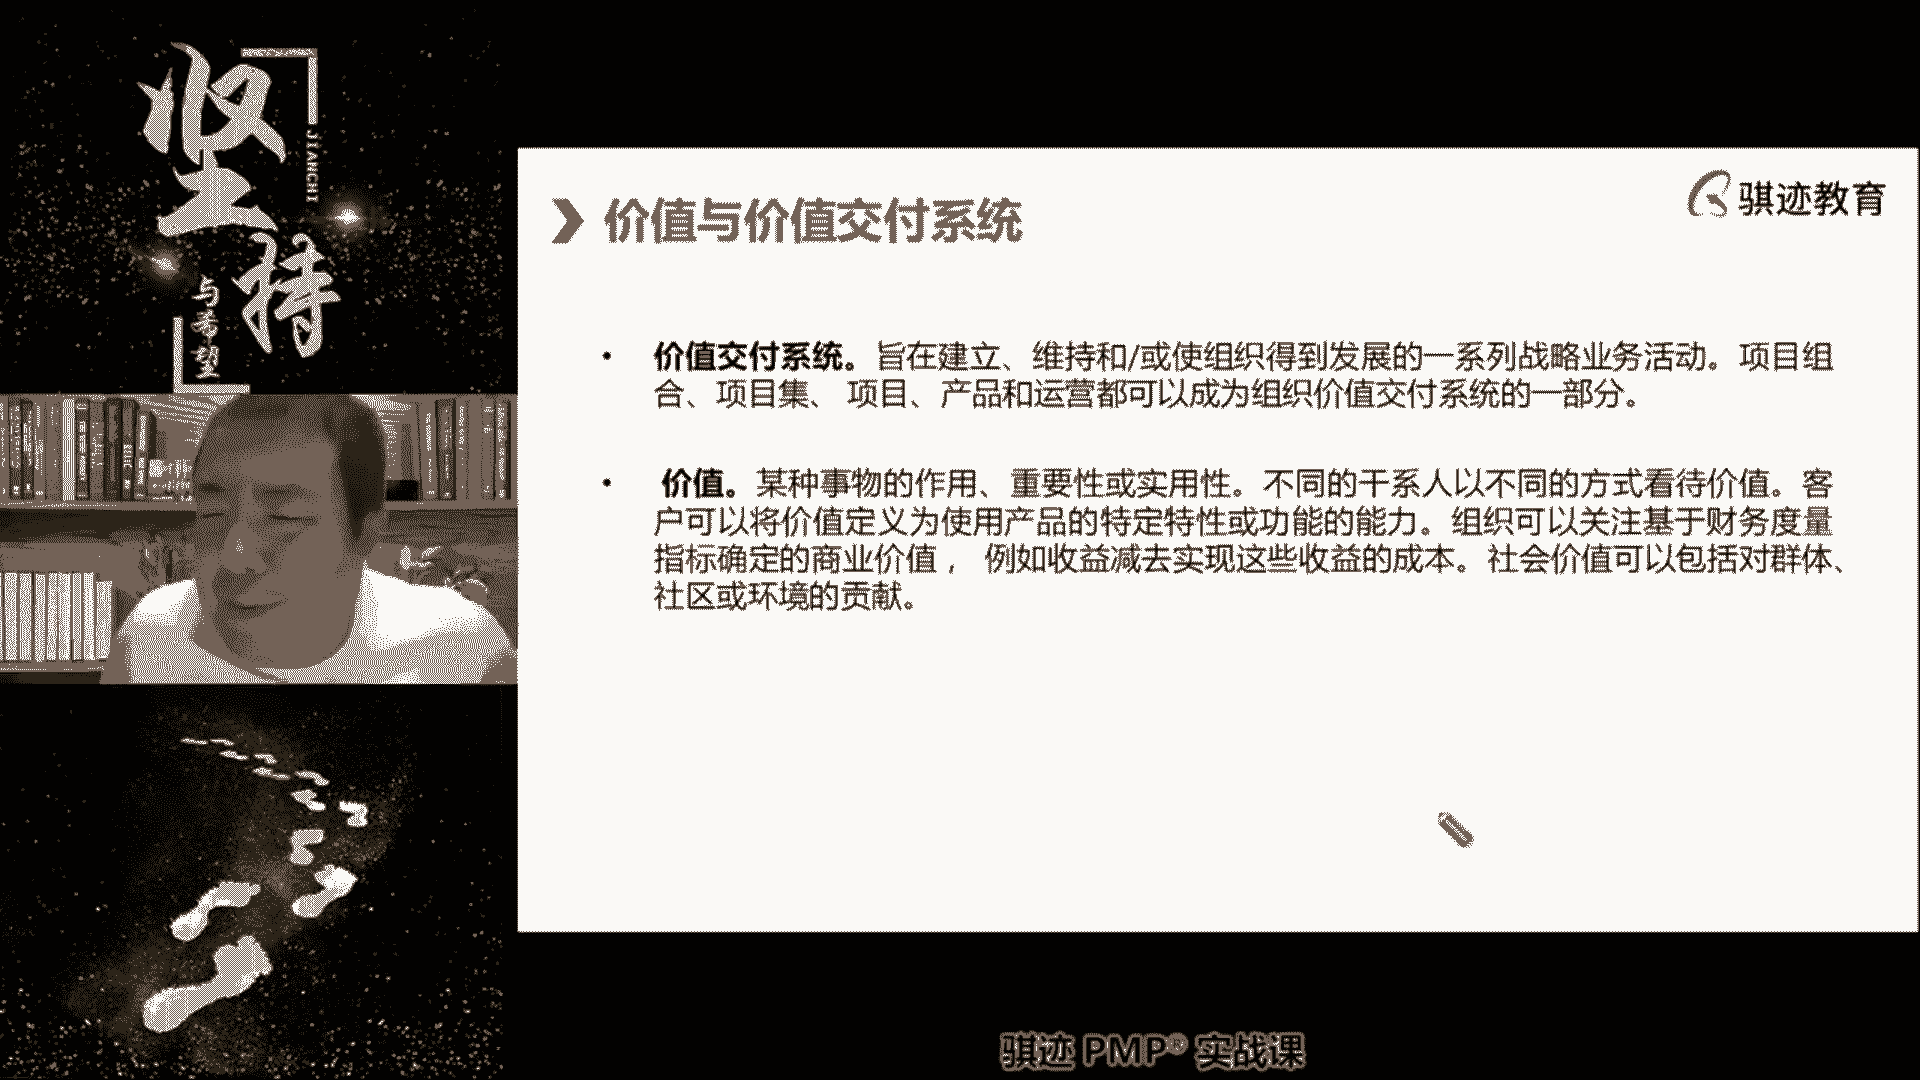 坚持
JIANCHI
与希望
骐迹教育
价值与价值交付系统
• 价值交付系统。旨在建立、维持和/或使组织得到发展的一系列战略业务活动。项目组
合、项目集、 项目、产品和运营都可以成为组织价值交付系统的一部分。
• 价值。某种事物的作用、重要性或实用性。不同的干系人以不同的方式看待价值。客
户可以将价值定义为使用产品的特定特性或功能的能力。组织可以关注基于财务度量
指标确定的商业价值， 例如收益减去实现这些收益的成本。社会价值可以包括对群体、
社区或环境的贡献。
骐迹 PMP® 实战课